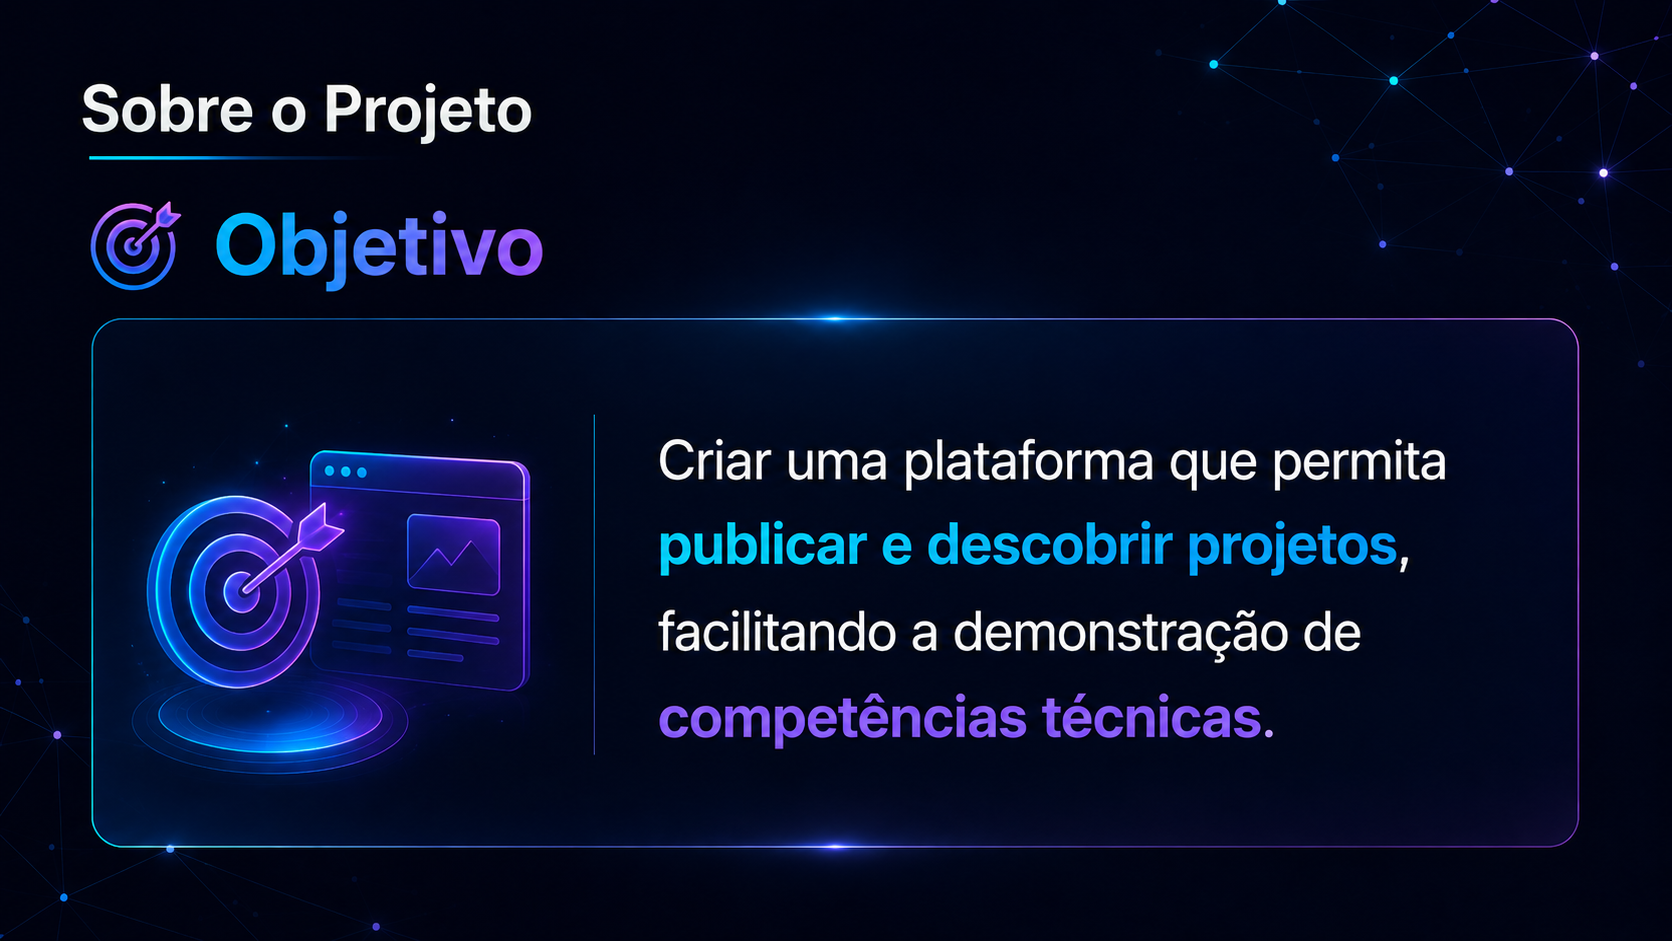 Sobre o Projeto
Objetivo
Criar uma plataforma que permita
publicar e descobrir projetos,
facilitando a demonstração de
competências técnicas.